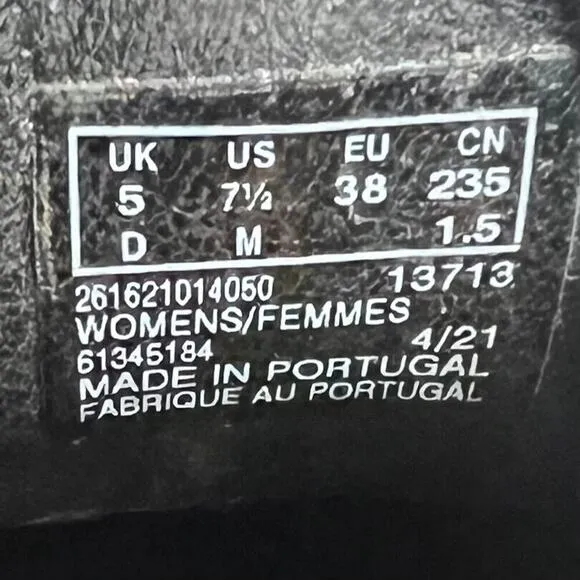 UK US EU CN
5 7½ 38 235
D M 1.5
261621014050 13713
WOMENS/FEMMES
61345184 4/21
MADE IN PORTUGAL
FABRIQUE AU PORTUGAL